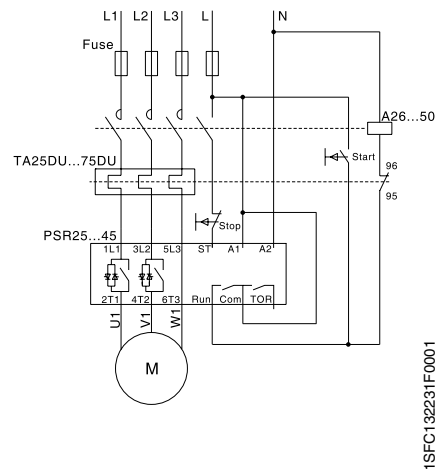 L1 L2 L3 L N
Fuse
A26...50
TA25DU...75DU
Start
96
95
Stop
PSR25...45
1L1 3L2 5L3 ST A1 A2
2T1 4T2 6T3 Run Com TOR
U1 V1 W1
M
1SFC132231F0001